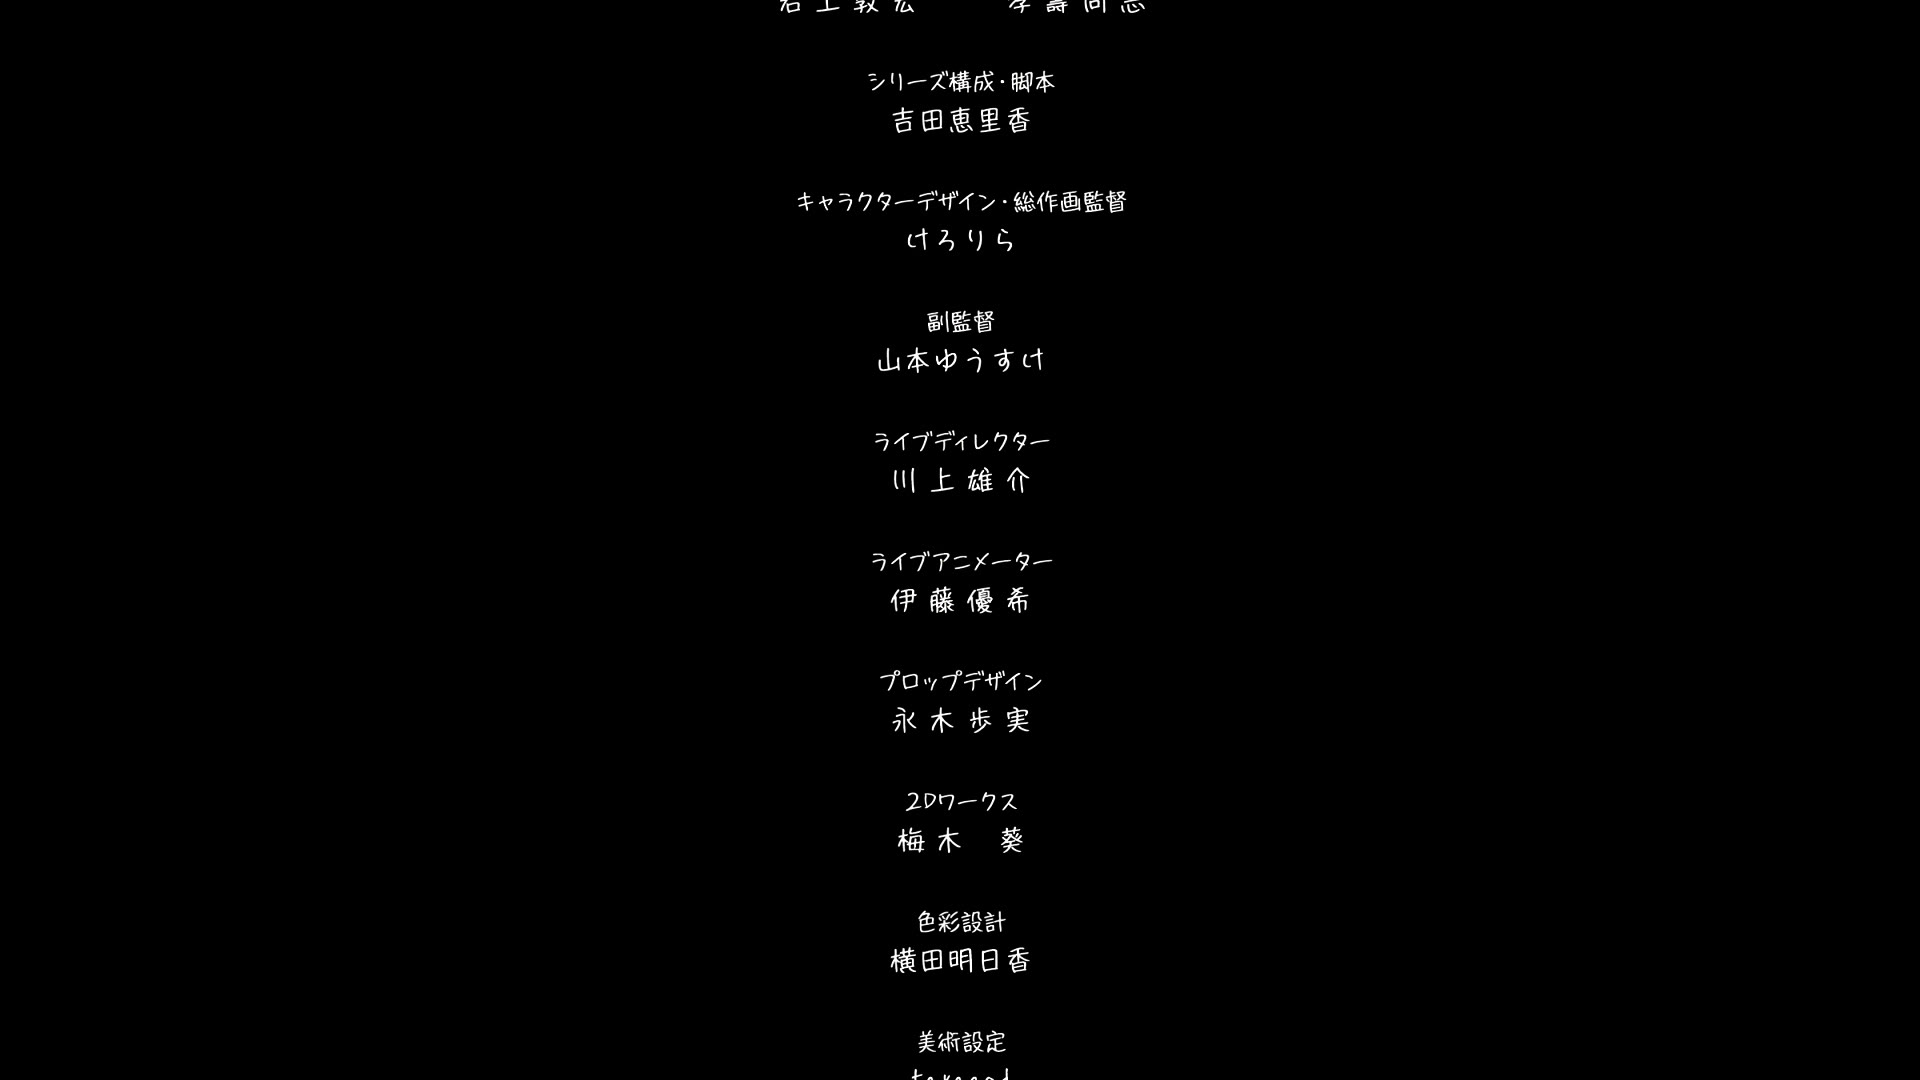 シリーズ構成・脚本
吉田恵里香
キャラクターデザイン・総作画監督
けろりら
副監督
山本ゆうすけ
ライブディレクター
川上雄介
ライブアニメーター
伊藤優希
プロップデザイン
永木歩実
2Dワークス
梅木 葵
色彩設計
横田明日香
美術設定